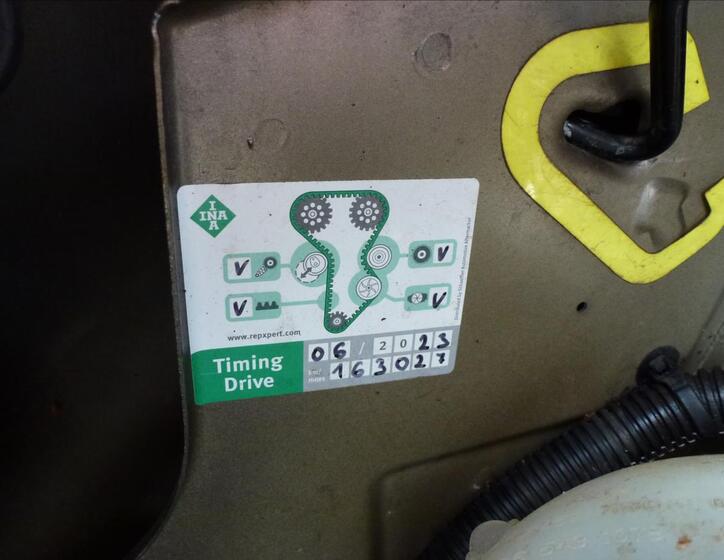 I
INA
A
V
V
V
V
www.repxpert.com
Timing
Drive
06/2023
km/
miles
163027